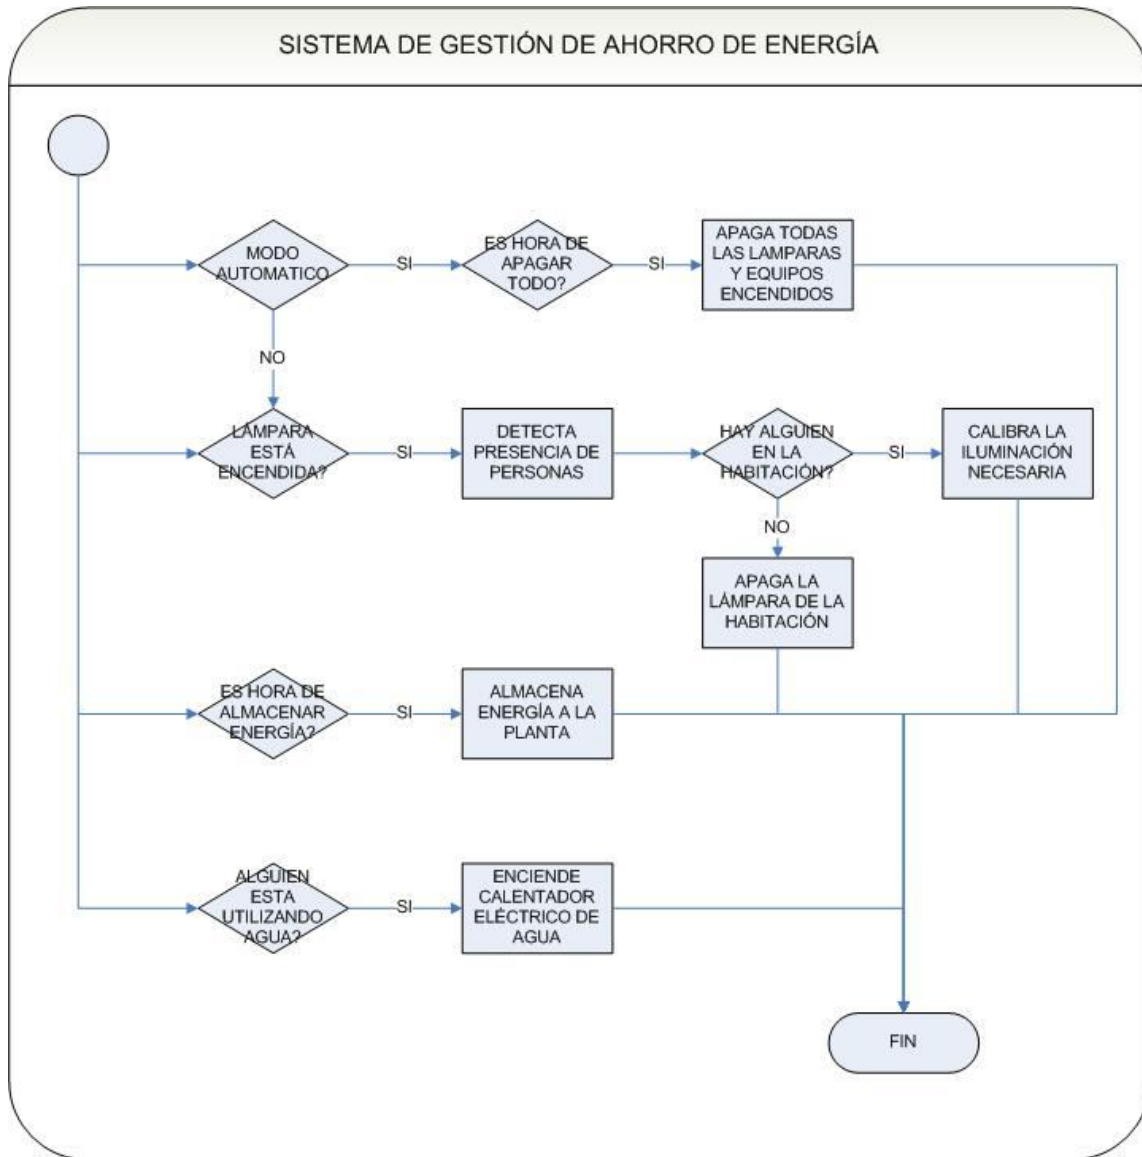 SISTEMA DE GESTIÓN DE AHORRO DE ENERGÍA
MODO
AUTOMATICO
SI
ES HORA DE
APAGAR
TODO?
SI
APAGA TODAS
LAS LAMPARAS
Y EQUIPOS
ENCENDIDOS
NO
LÁMPARA
ESTÁ
ENCENDIDA?
SI
DETECTA
PRESENCIA DE
PERSONAS
HAY ALGUIEN
EN LA
HABITACIÓN?
SI
CALIBRA LA
ILUMINACIÓN
NECESARIA
NO
APAGA LA
LÁMPARA DE LA
HABITACIÓN
ES HORA DE
ALMACENAR
ENERGÍA?
SI
ALMACENA
ENERGÍA A LA
PLANTA
ALGUIEN
ESTA
UTILIZANDO
AGUA?
SI
ENCIENDE
CALENTADOR
ELÉCTRICO DE
AGUA
FIN